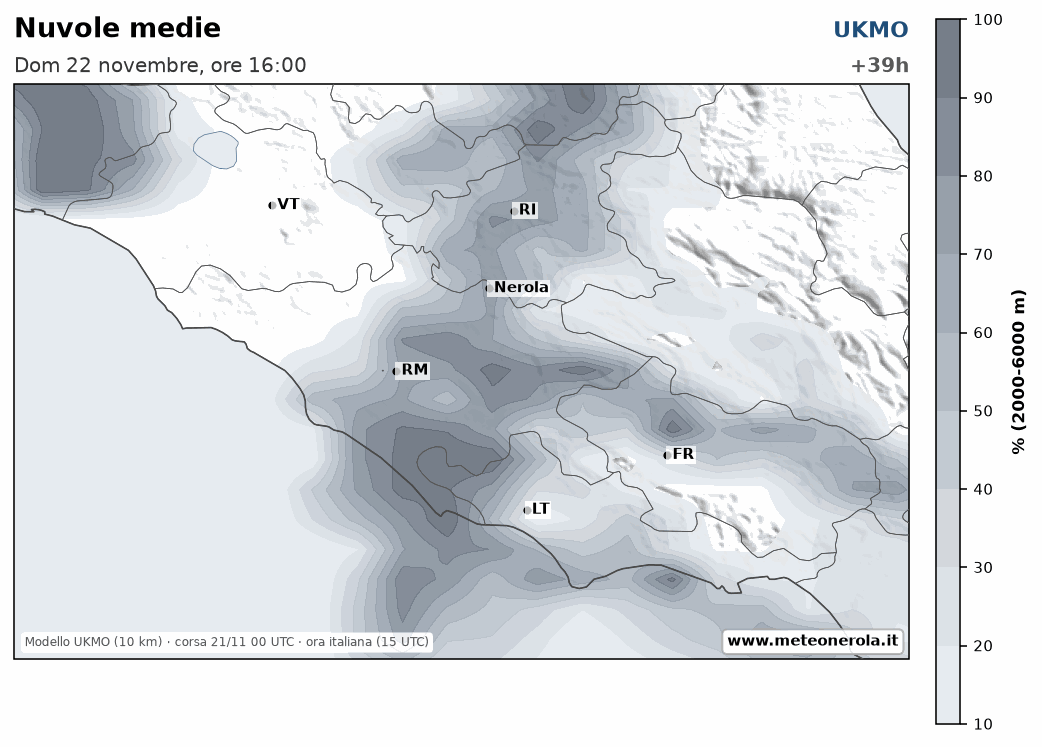 Nuvole medie
UKMO
Dom 22 novembre, ore 16:00
+39h
VT
RI
Nerola
RM
FR
LT
Modello UKMO (10 km) · corsa 21/11 00 UTC · ora italiana (15 UTC)
www.meteonerola.it
100
90
80
70
60
50
40
30
20
10
% (2000-6000 m)